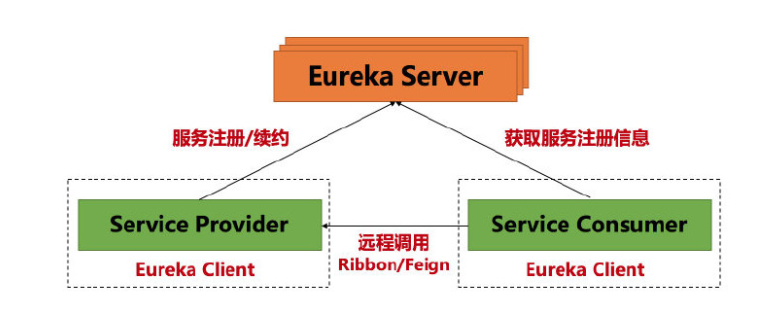 Eureka Server
服务注册/续约
获取服务注册信息
Service Provider
远程调用
Ribbon/Feign
Service Consumer
Eureka Client
Eureka Client